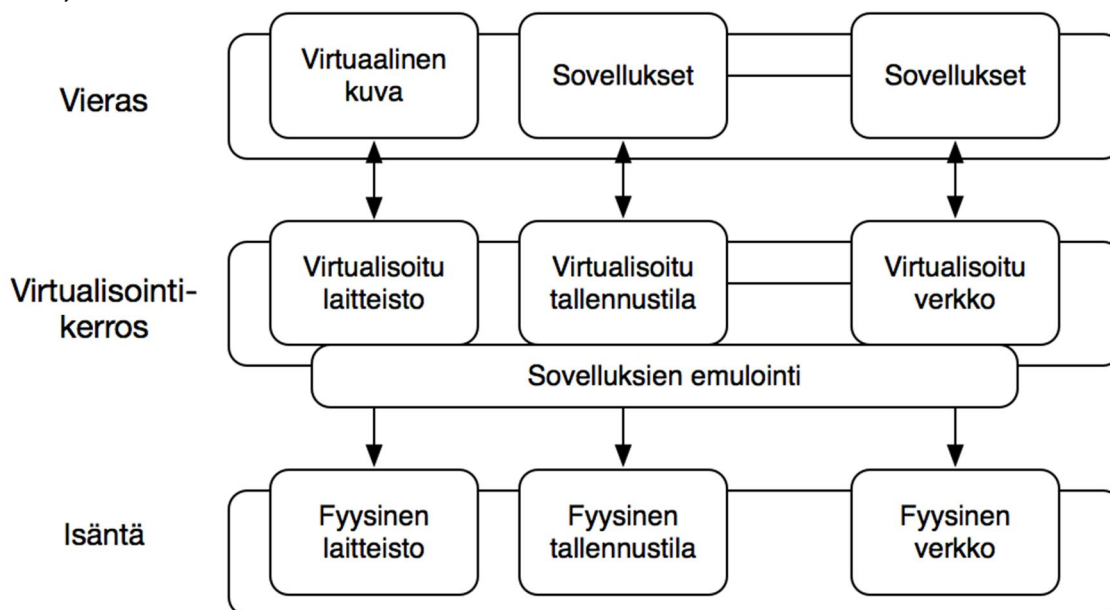 Vieras
Virtuaalinen
kuva
Sovellukset
Sovellukset
Virtualisointi-
kerros
Virtualisoitu
laitteisto
Virtualisoitu
tallennustila
Virtualisoitu
verkko
Sovelluksien emulointi
Isäntä
Fyysinen
laitteisto
Fyysinen
tallennustila
Fyysinen
verkko